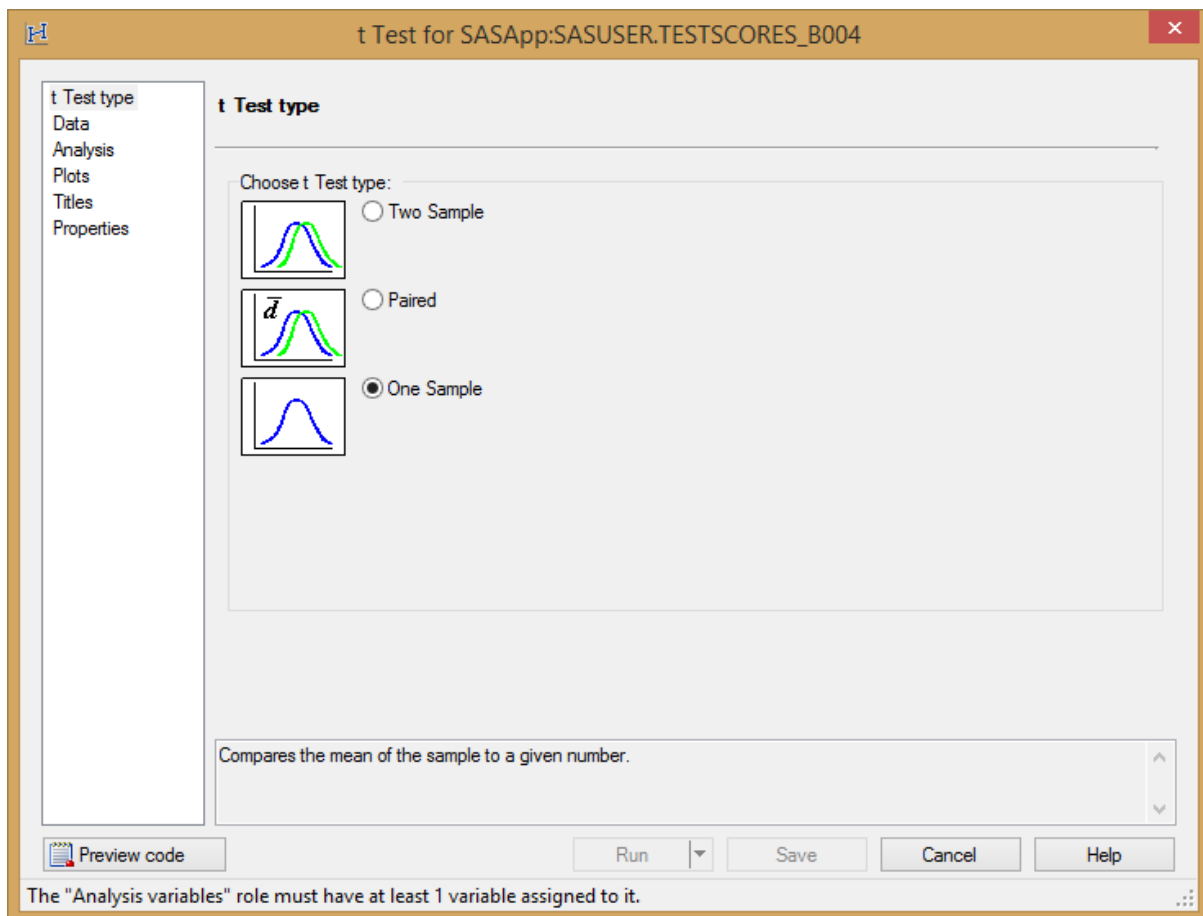 t Test for SASApp:SASUSER.TESTSCORES_B004
t Test type
Data
Analysis
Plots
Titles
Properties
t Test type
Choose t Test type:
Two Sample
d
Paired
One Sample
Compares the mean of the sample to a given number.
Preview code
Run
Save
Cancel
Help
The "Analysis variables" role must have at least 1 variable assigned to it.